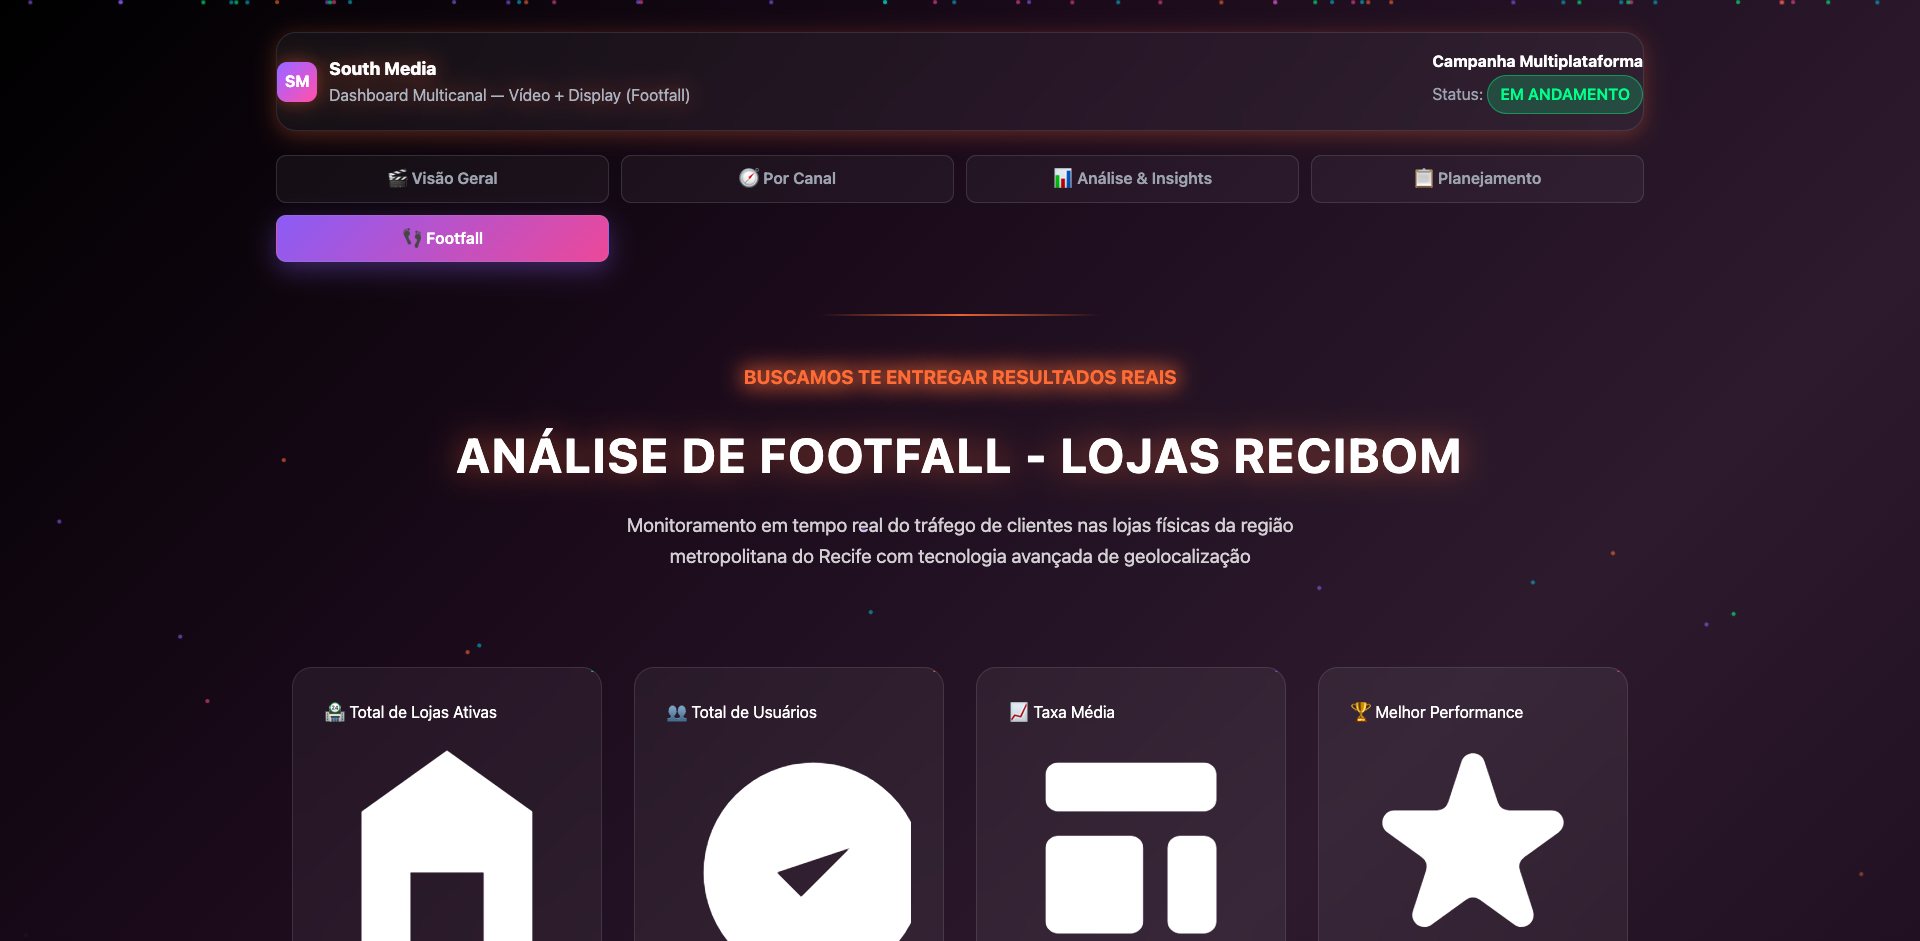 SM
South Media
Dashboard Multicanal — Vídeo + Display (Footfall)
Campanha Multiplataforma
Status: EM ANDAMENTO
Visão Geral
Por Canal
Análise & Insights
Planejamento
Footfall
BUSCAMOS TE ENTREGAR RESULTADOS REAIS
ANÁLISE DE FOOTFALL - LOJAS RECIBOM
Monitoramento em tempo real do tráfego de clientes nas lojas físicas da região
metropolitana do Recife com tecnologia avançada de geolocalização
Total de Lojas Ativas
Total de Usuários
Taxa Média
Melhor Performance